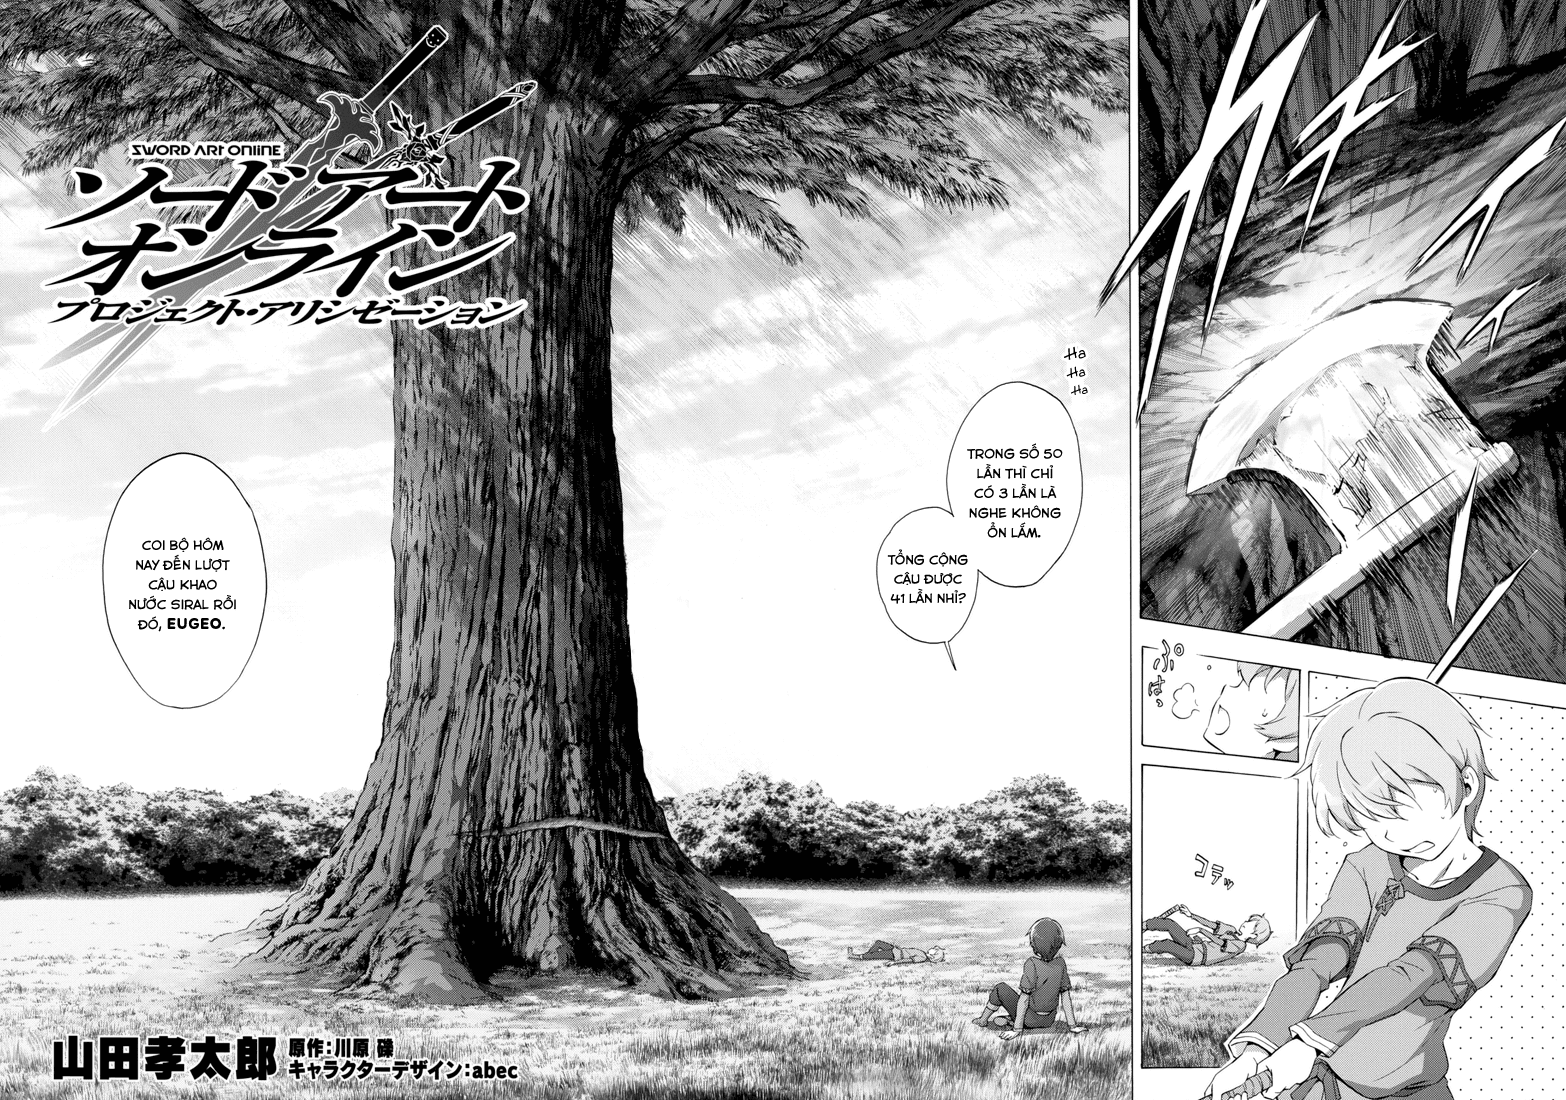 ぷはっ
コテッ
Ha
Ha
Ha
TRONG SỐ 50
LẦN THÌ CHỈ
CÓ 3 LẦN LÀ
NGHE KHÔNG
ỔN LẮM.
TỔNG CỘNG
CẬU ĐƯỢC
41 LẦN NHỈ?
COI BỘ HÔM
NAY ĐẾN LƯỢT
CẬU KHAO
NƯỚC SIRAL RỒI
ĐÓ, EUGEO.
SWORD ART ONLINE
ソードアート
オンライン
プロジェクト・アリシゼーション
山田孝太郎
原作:川原 礫
キャラクターデザイン:abec